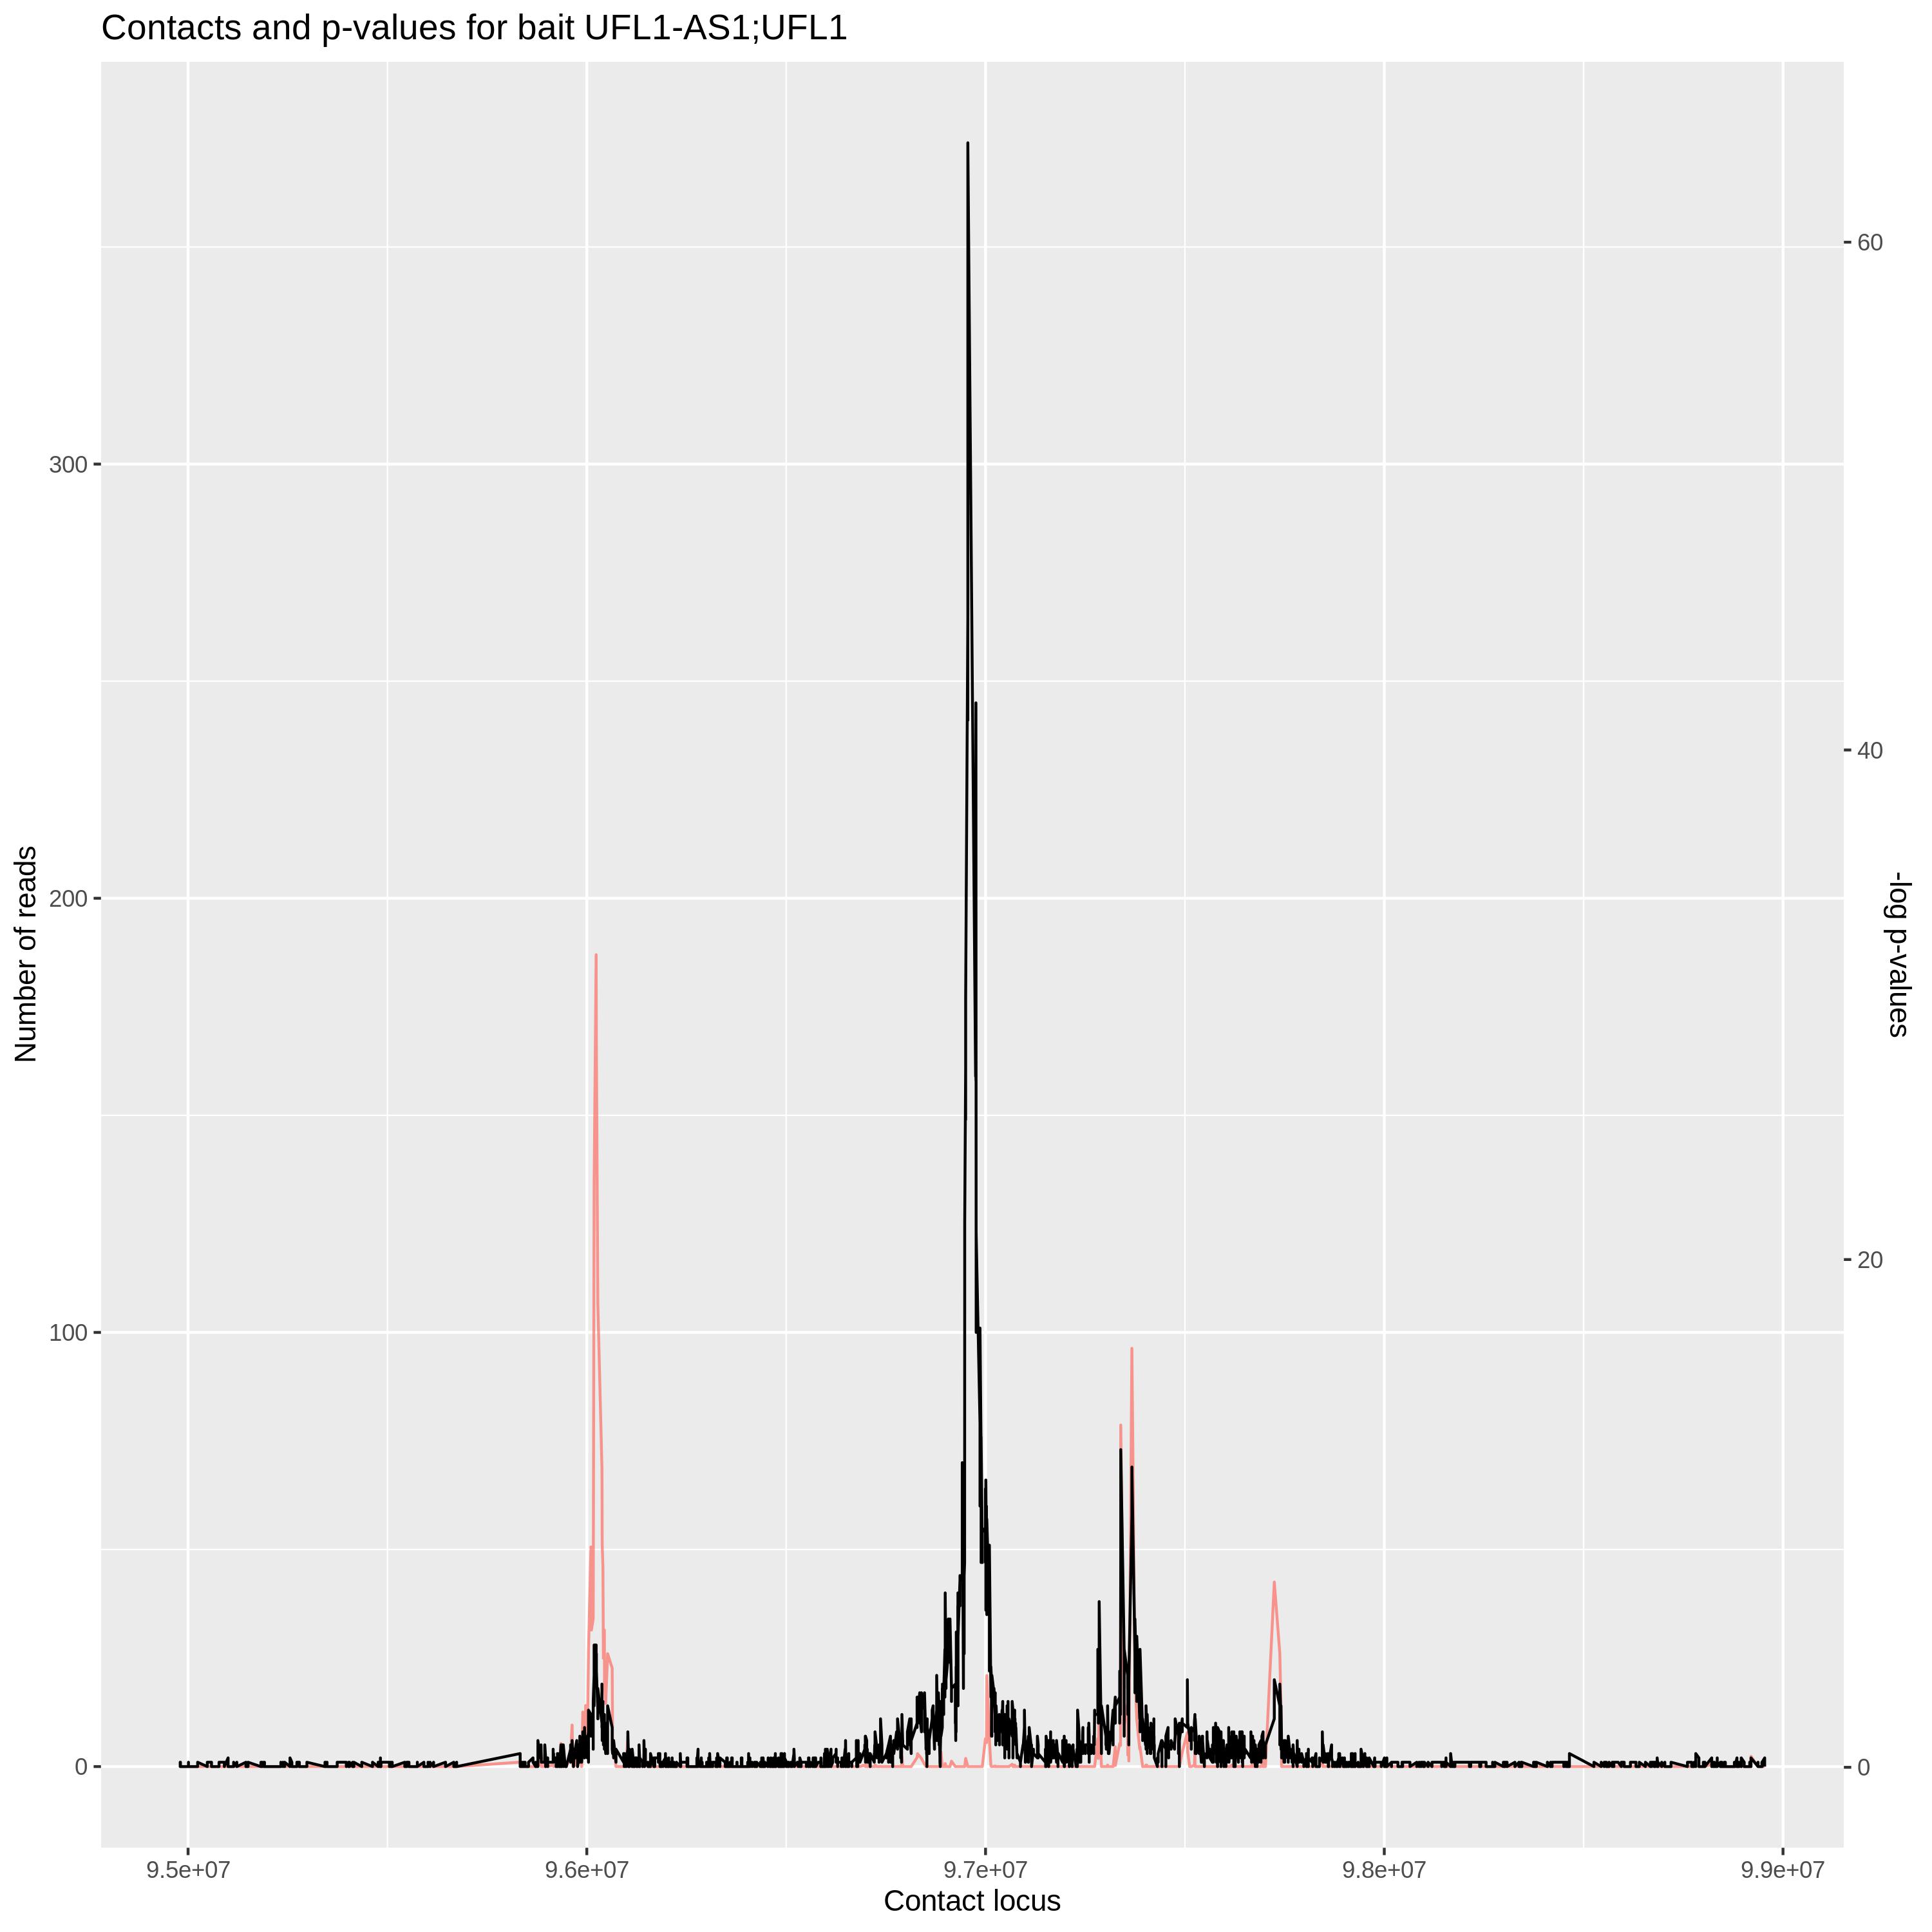 Contacts and p-values for bait UFL1-AS1;UFL1
Number of reads
300
200
100
0
60
40
20
0
-log p-values
9.5e+07 9.6e+07 9.7e+07 9.8e+07 9.9e+07
Contact locus